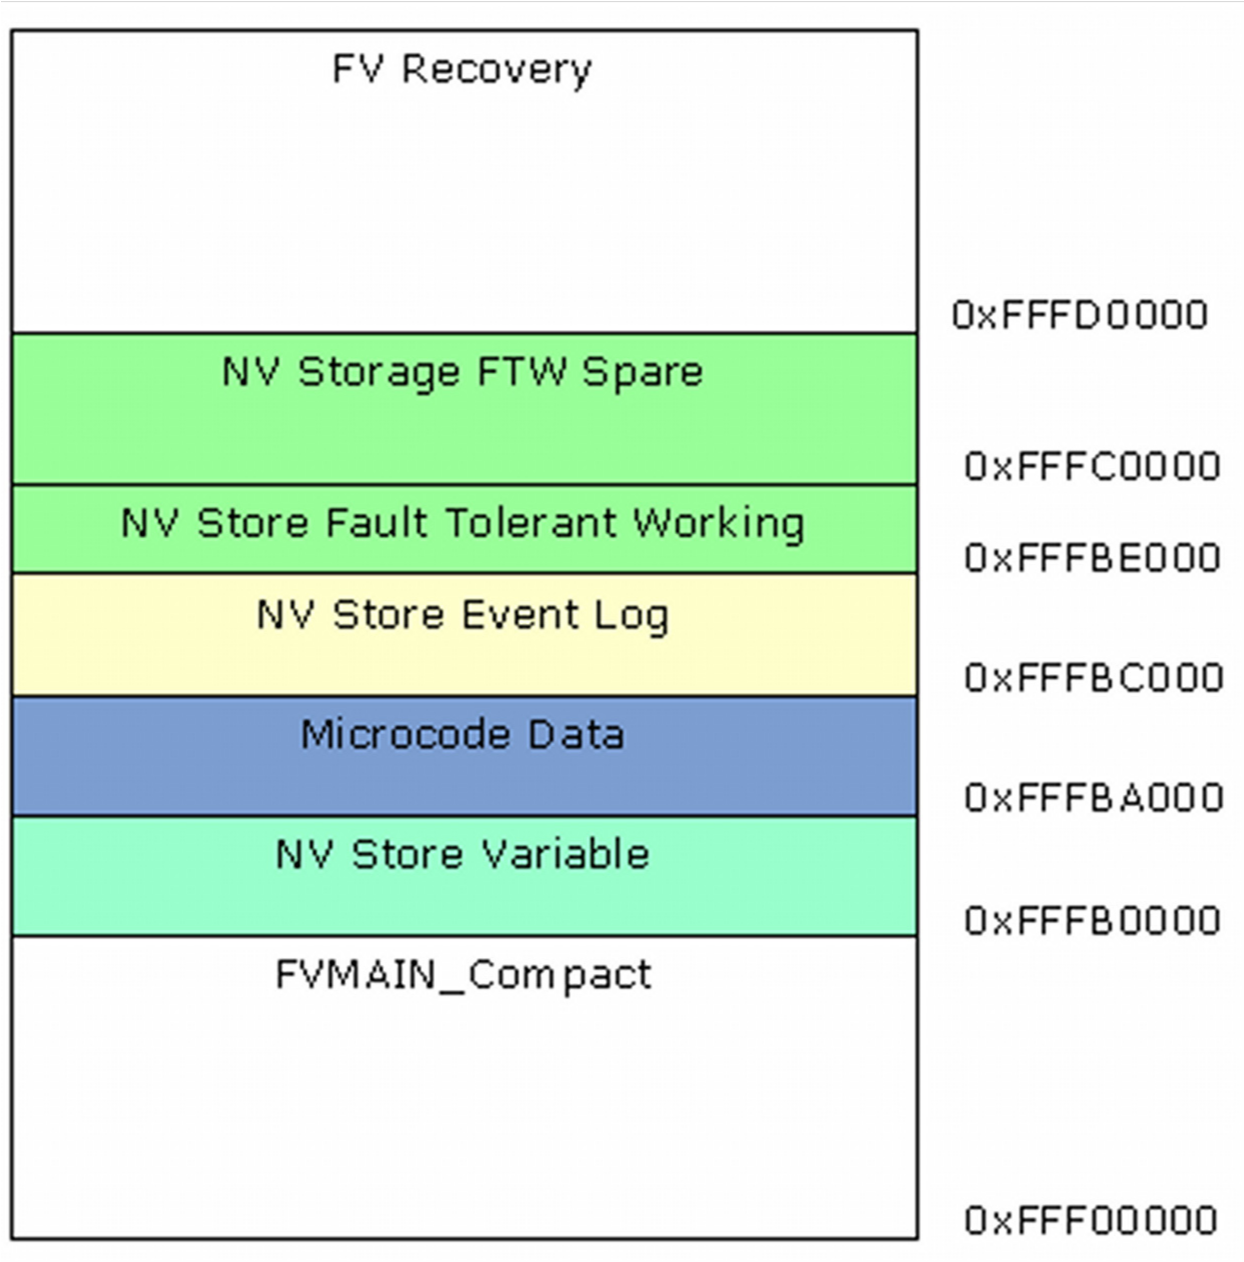 FV Recovery
0xFFFD0000
NV Storage FTW Spare
0xFFFC0000
NV Store Fault Tolerant Working
0xFFFBE000
NV Store Event Log
0xFFFBC000
Microcode Data
0xFFFBA000
NV Store Variable
0xFFFB0000
FVMAIN_Compact
0xFFF00000